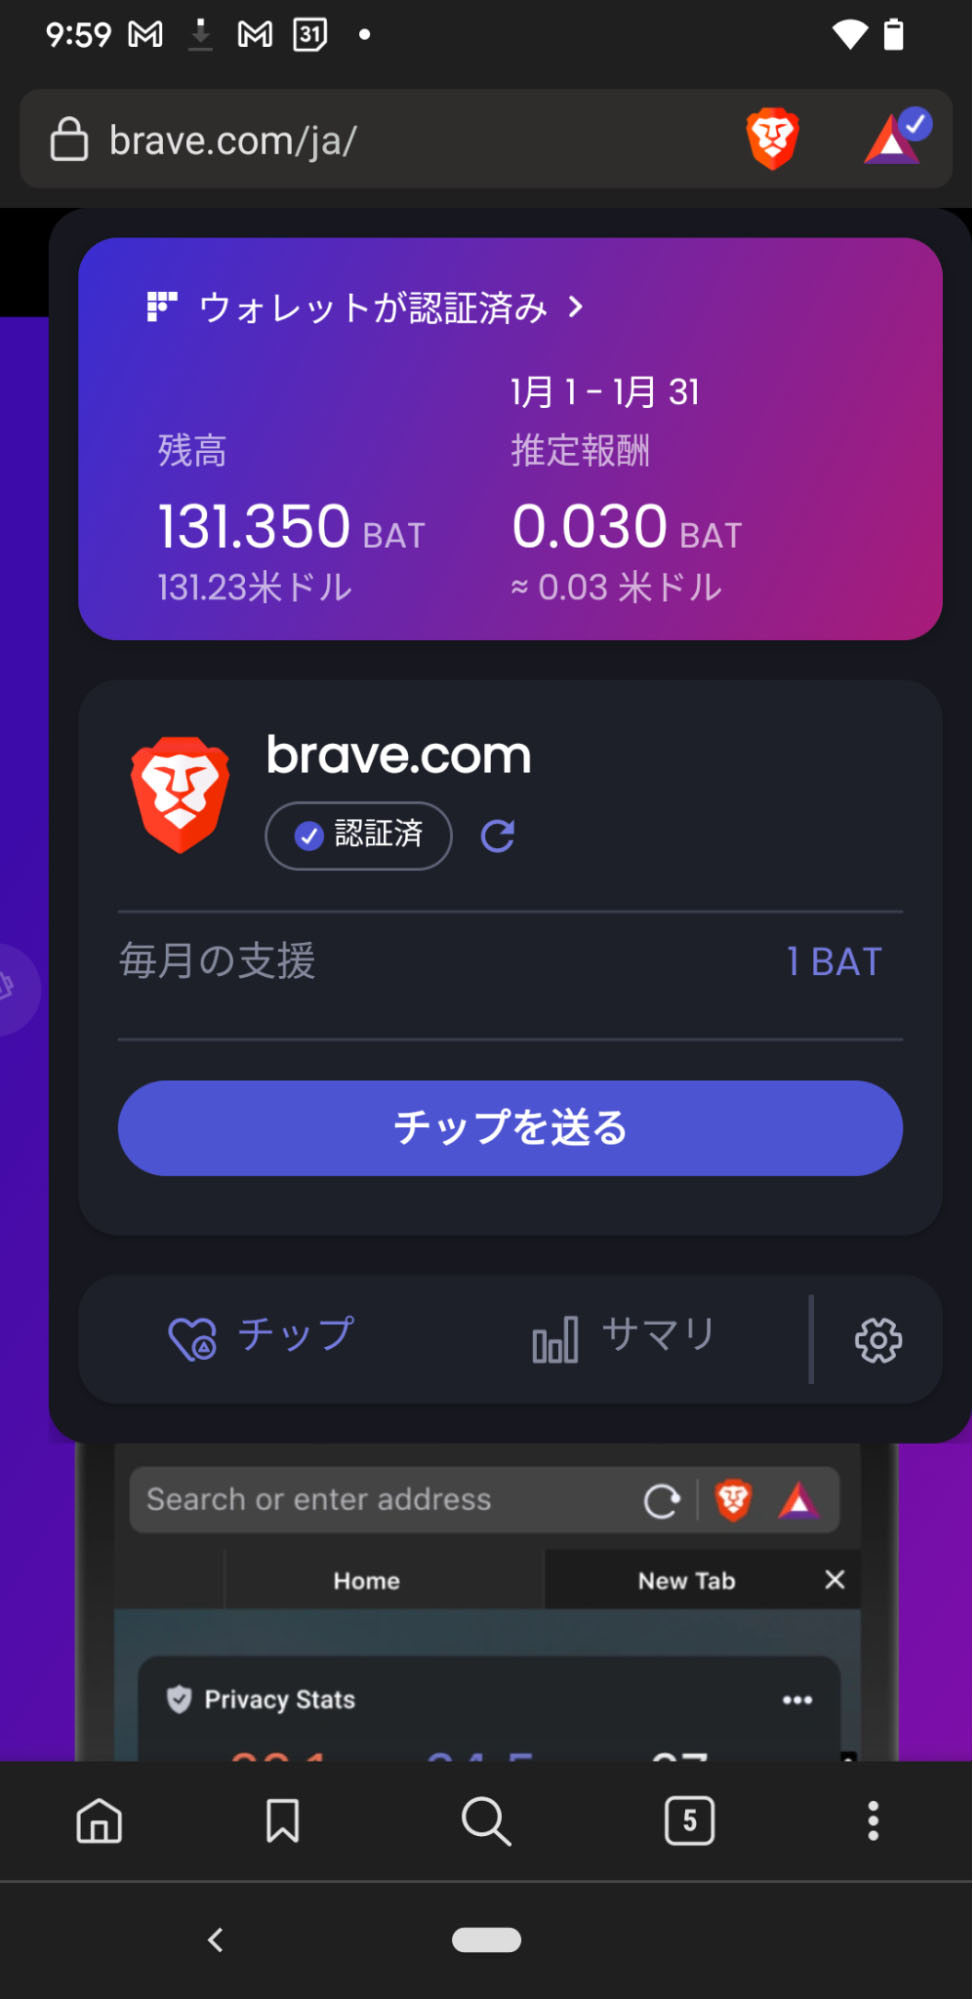 9:59
31
brave.com/ja/
ウォレットが認証済み
1月 1 - 1月 31
残高
推定報酬
131.350 BAT
0.030 BAT
131.23米ドル
≈ 0.03 米ドル
brave.com
認証済
毎月の支援
1 BAT
チップを送る
チップ
サマリ
Search or enter address
Home
New Tab
Privacy Stats
5